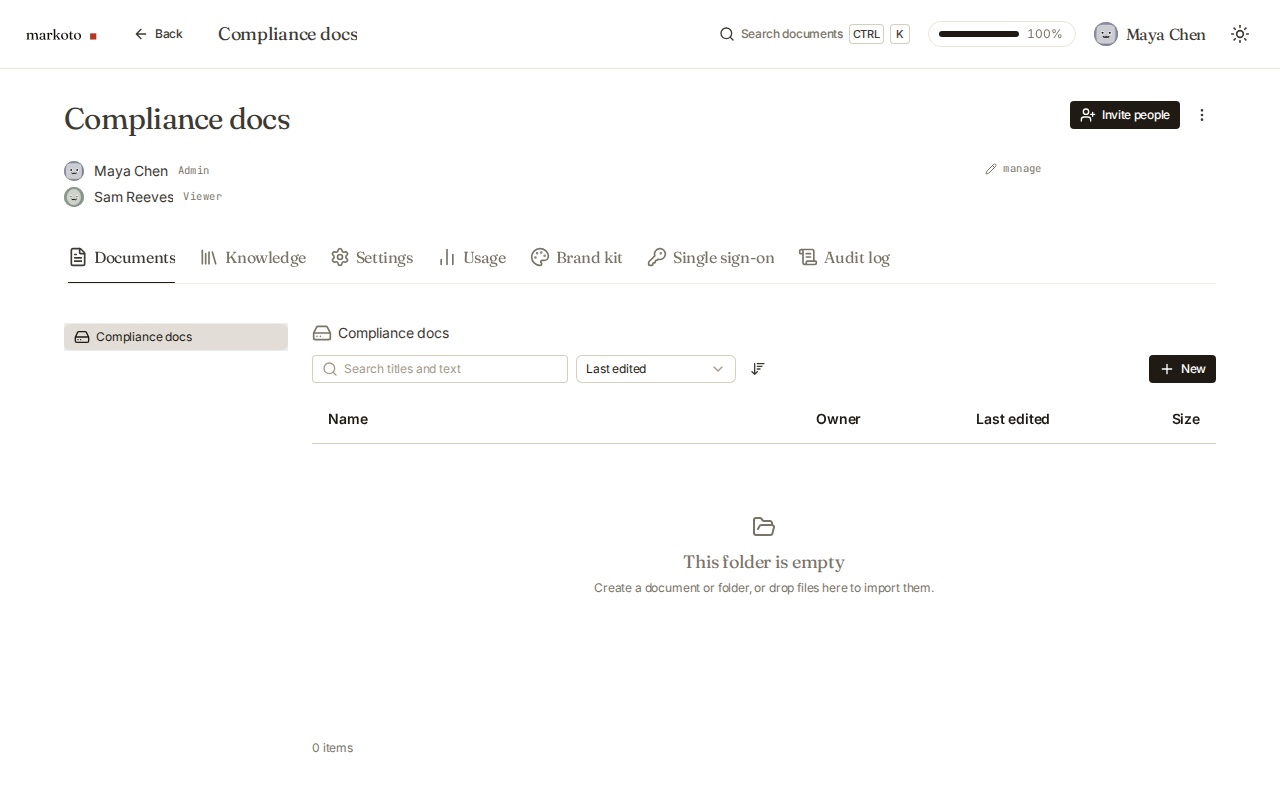 markoto
Back
Compliance docs
Search documents CTRL K
100%
Maya Chen
Compliance docs
Invite people
Maya Chen Admin
manage
Sam Reeves Viewer
Documents Knowledge Settings Usage Brand kit Single sign-on Audit log
Compliance docs
Compliance docs
Search titles and text
Last edited
New
Name Owner Last edited Size
This folder is empty
Create a document or folder, or drop files here to import them.
0 items